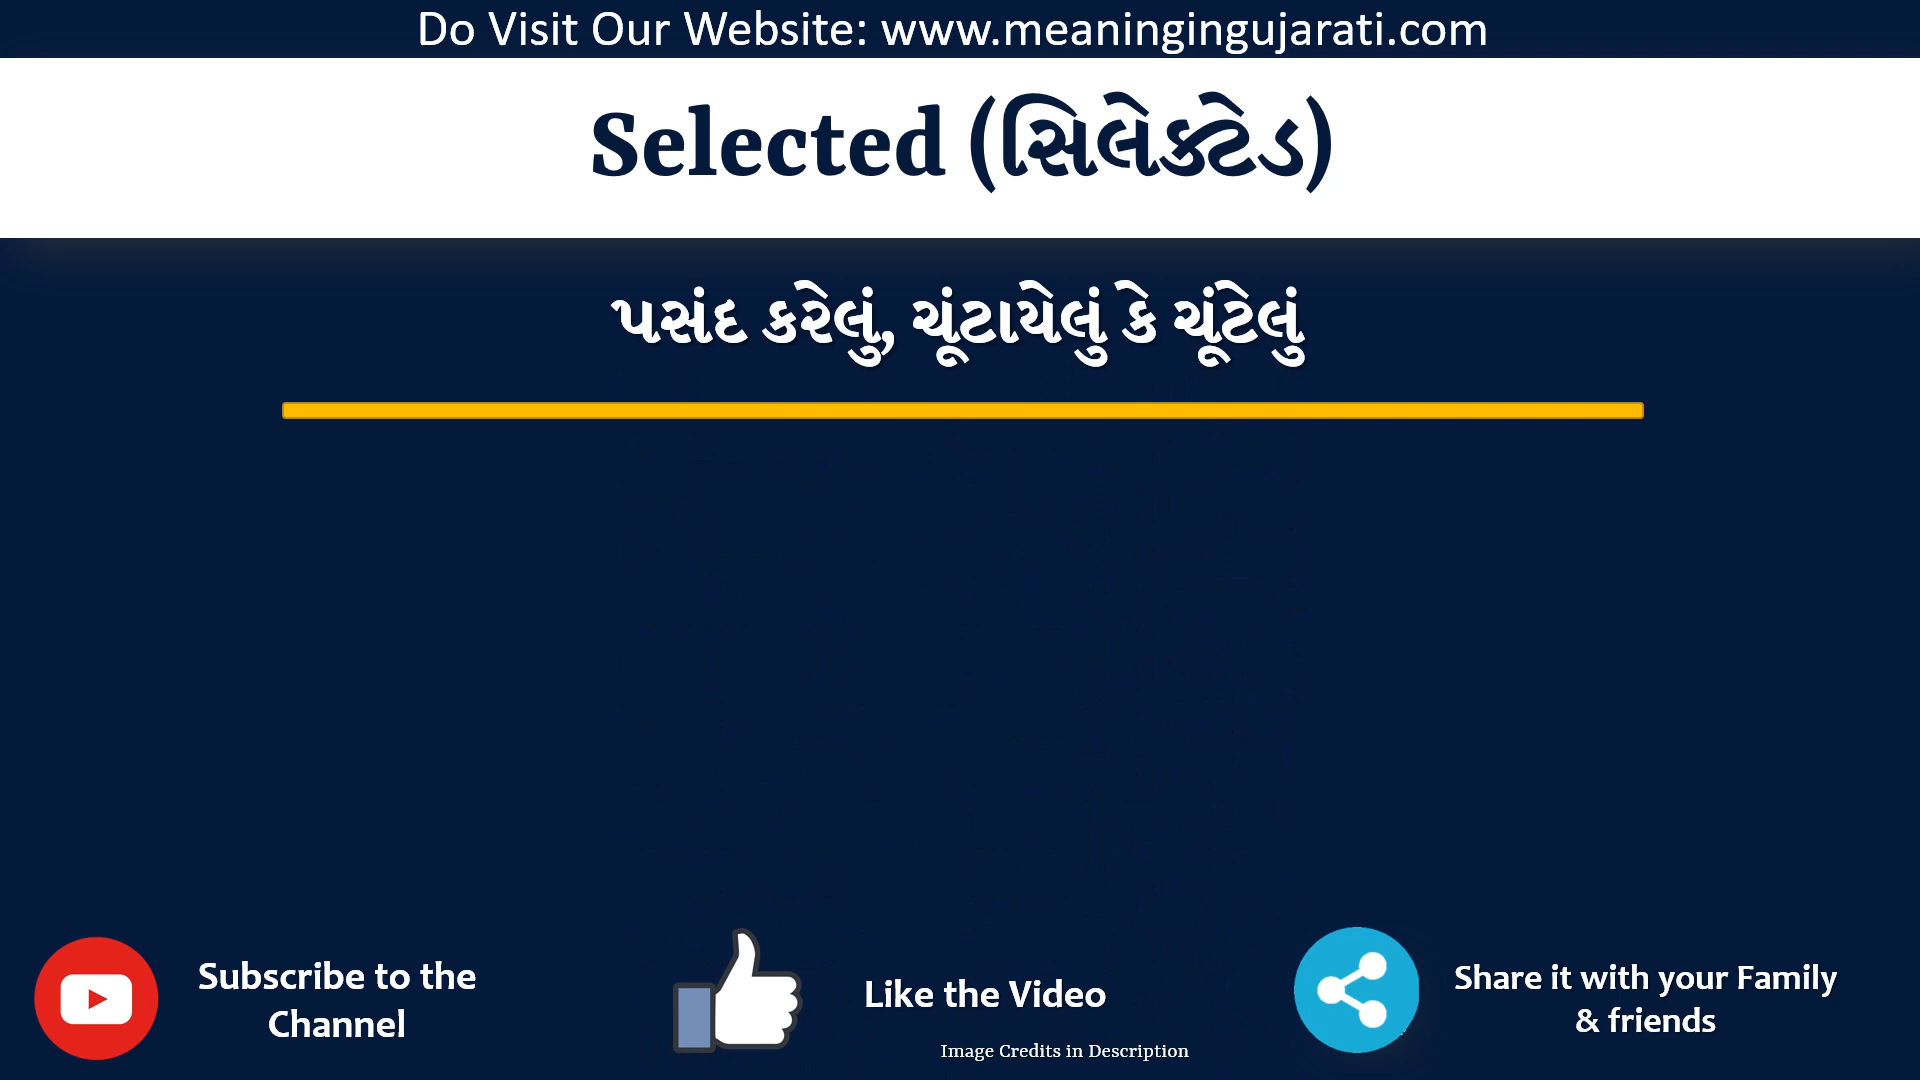 Do Visit Our Website: www.meaningingujarati.com
Selected (સિલેક્ટેડ)
પસંદ કરેલું, ચૂંટાયેલું કે ચૂંટેલું
Subscribe to the
Channel
Like the Video
Share it with your Family
& friends
Image Credits in Description